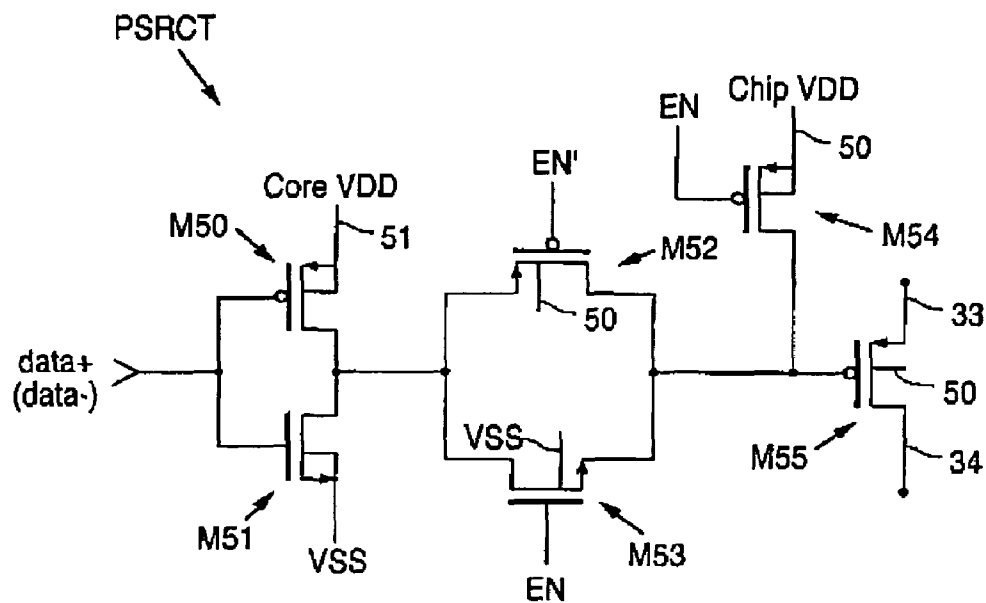 PSRCT
Chip VDD
EN
50
EN'
Core VDD
M50
51
M52
M54
50
33
data+
(data-)
50
VSS
M55
34
M51
M53
VSS
EN